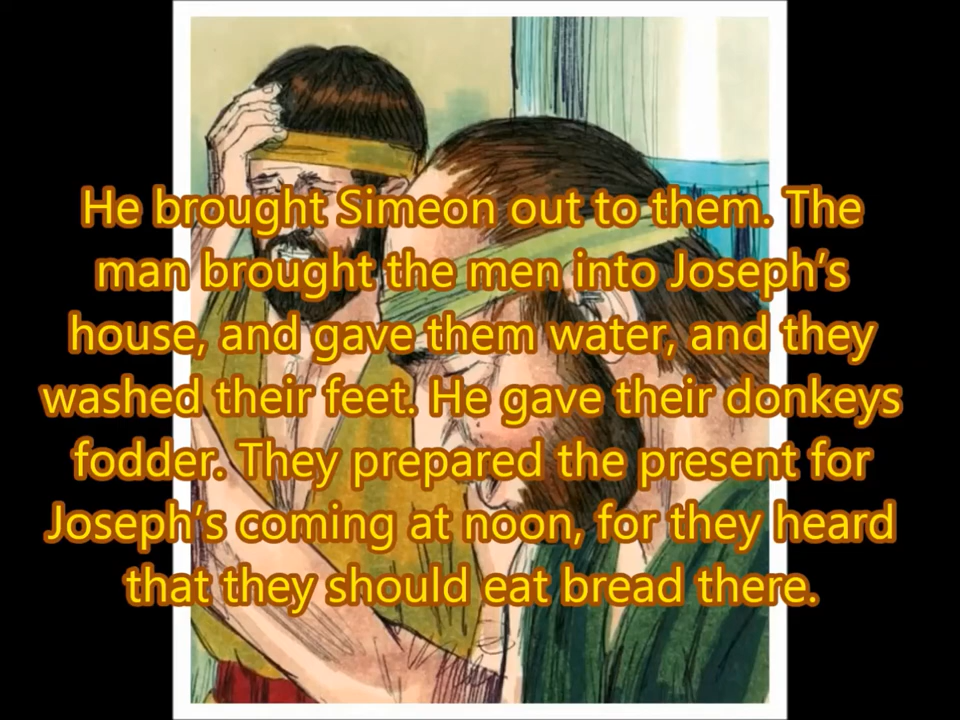 He brought Simeon out to them. The
man brought the men into Joseph’s
house, and gave them water, and they
washed their feet. He gave their donkeys
fodder. They prepared the present for
Joseph’s coming at noon, for they heard
that they should eat bread there.